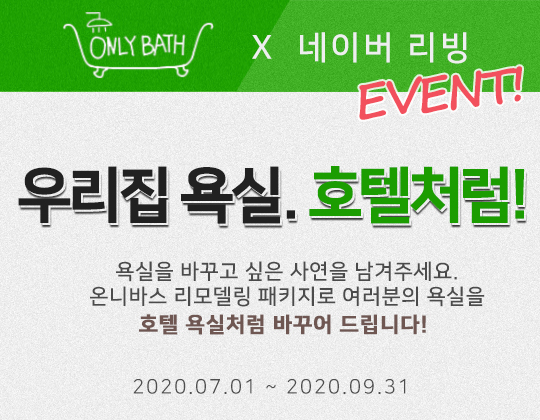 ONLY BATH X 네이버 리빙
EVENT!
우리집 욕실. 호텔처럼!
욕실을 바꾸고 싶은 사연을 남겨주세요.
온니바스 리모델링 패키지로 여러분의 욕실을
호텔 욕실처럼 바꾸어 드립니다!
2020.07.01 ~ 2020.09.31